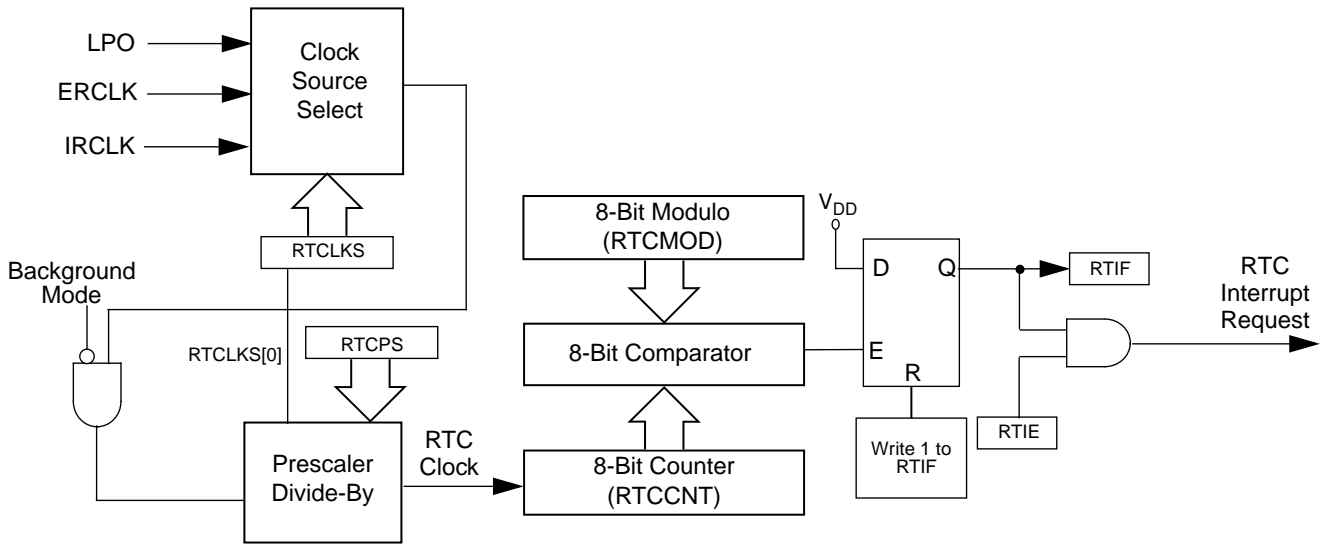 LPO
ERCLK
IRCLK
Clock
Source
Select
RTCLKS
Background
Mode
RTCLKS[0]
RTCPS
Prescaler
Divide-By
RTC
Clock
8-Bit Modulo
(RTCMOD)
8-Bit Comparator
8-Bit Counter
(RTCCNT)
VDD
D
Q
E
R
Write 1 to
RTIF
RTIF
RTIE
RTC
Interrupt
Request